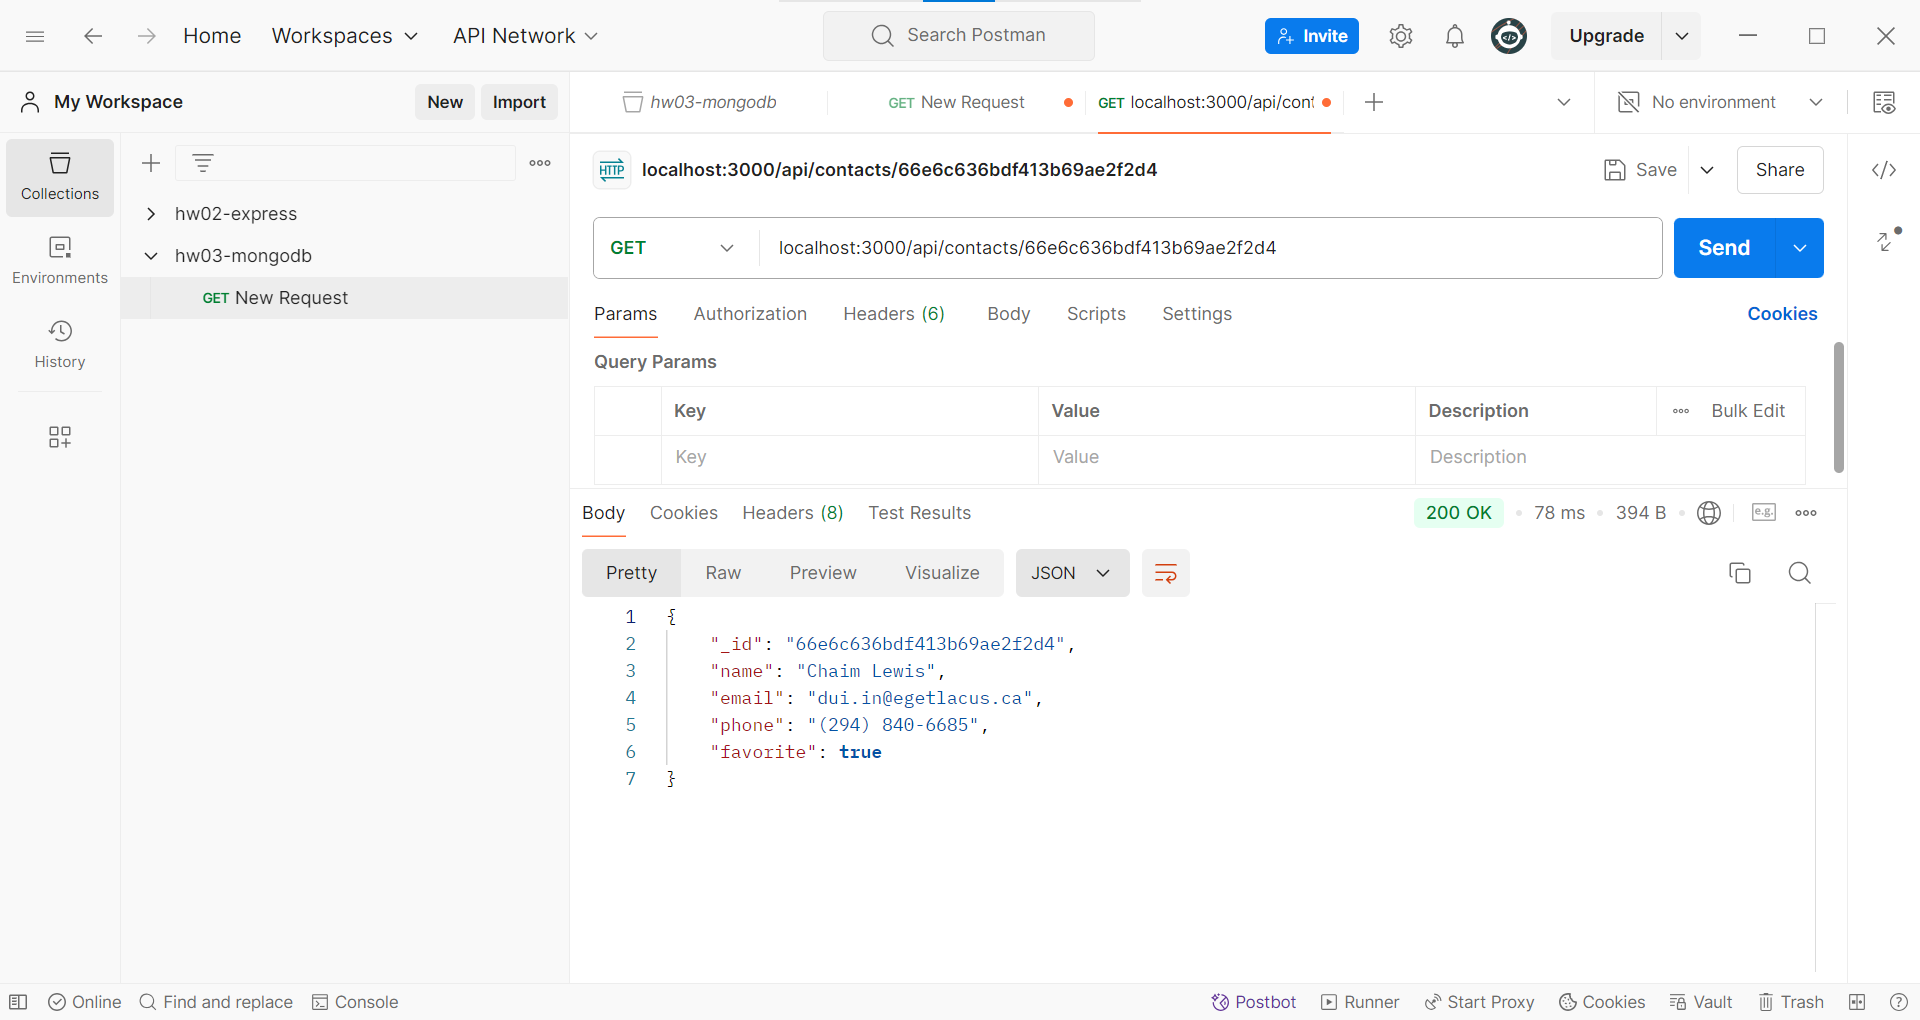 Home Workspaces API Network Search Postman Invite Upgrade
My Workspace New Import hw03-mongodb GET New Request GET localhost:3000/api/cont No environment
Collections
Environments
History
hw02-express
hw03-mongodb
GET New Request
HTTP localhost:3000/api/contacts/66e6c636bdf413b69ae2f2d4 Save Share
GET localhost:3000/api/contacts/66e6c636bdf413b69ae2f2d4 Send
Params Authorization Headers (6) Body Scripts Settings Cookies
Query Params
Key Value Description Bulk Edit
Key Value Description
Body Cookies Headers (8) Test Results 200 OK • 78 ms • 394 B • e.g.
Pretty Raw Preview Visualize JSON
1 {
2 "_id": "66e6c636bdf413b69ae2f2d4",
3 "name": "Chaim Lewis",
4 "email": "dui.in@egetlacus.ca",
5 "phone": "(294) 840-6685",
6 "favorite": true
7 }
Online Find and replace Console Postbot Runner Start Proxy Cookies Vault Trash